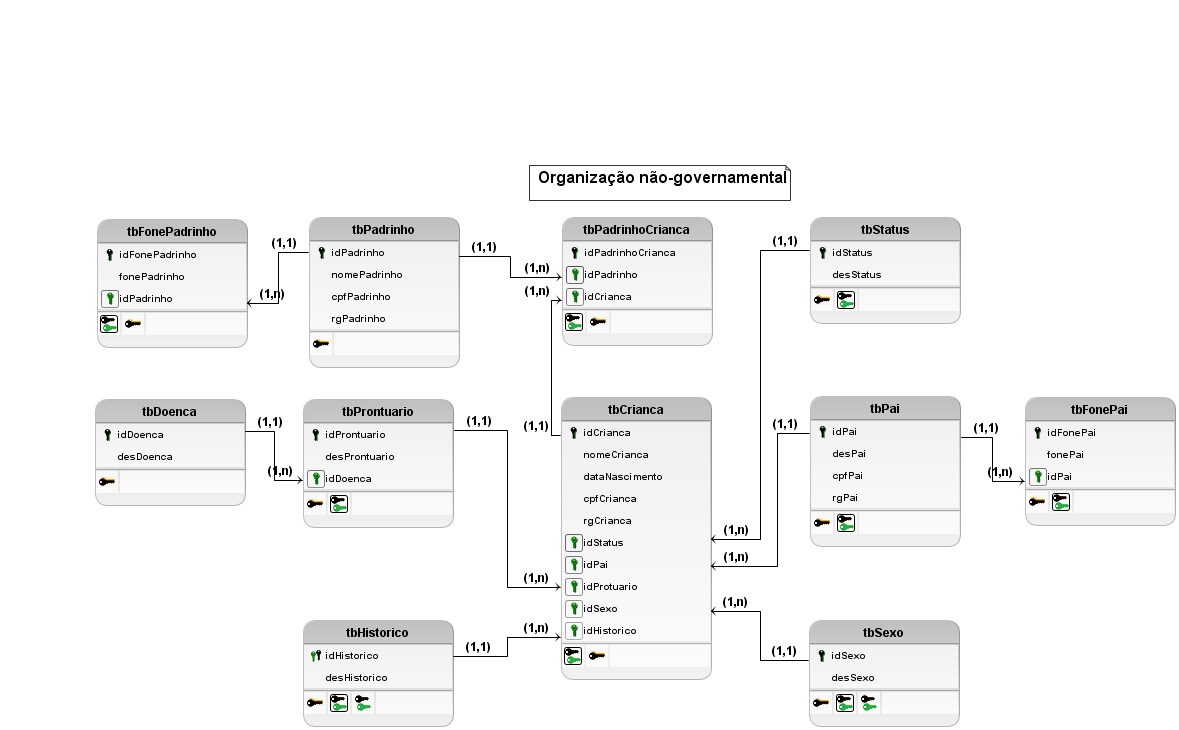 Organização não-governamental
tbFonePadrinho
idFonePadrinho
fonePadrinho
idPadrinho
(1,1)
(1,n)
tbPadrinho
idPadrinho
nomePadrinho
cpfPadrinho
rgPadrinho
(1,1)
(1,n)
(1,n)
(1,1)
tbPadrinhoCrianca
idPadrinhoCrianca
idPadrinho
idCrianca
(1,1)
tbStatus
idStatus
desStatus
tbDoenca
idDoenca
desDoenca
(1,1)
(1,n)
tbProntuario
idProntuario
desProntuario
idDoenca
(1,1)
(1,n)
tbCrianca
idCrianca
nomeCrianca
dataNascimento
cpfCrianca
rgCrianca
idStatus
idPai
idProtuario
idSexo
idHistorico
(1,n)
(1,n)
(1,n)
(1,1)
tbPai
idPai
desPai
cpfPai
rgPai
(1,1)
(1,n)
tbFonePai
idFonePai
fonePai
idPai
tbHistorico
idHistorico
desHistorico
(1,1)
(1,n)
(1,1)
tbSexo
idSexo
desSexo